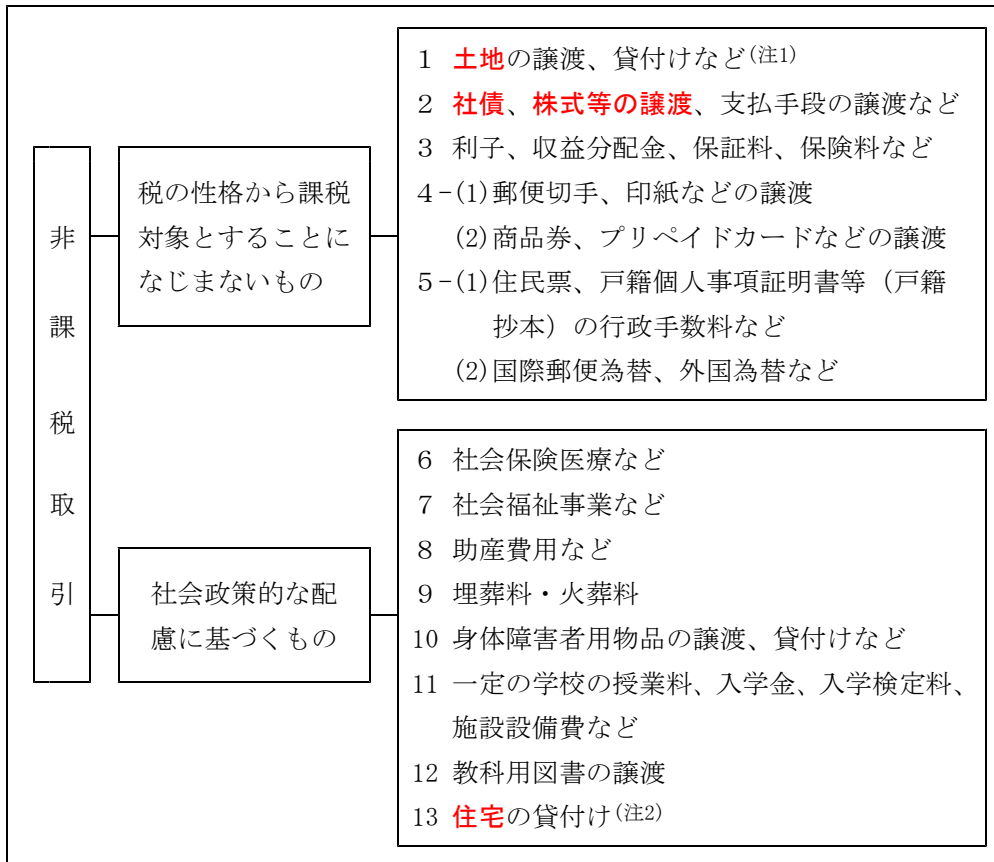 非課税取引
税の性格から課税
対象とすることに
なじまないもの
1 土地の譲渡、貸付けなど(注1)
2 社債、株式等の譲渡、支払手段の譲渡など
3 利子、収益分配金、保証料、保険料など
4-(1)郵便切手、印紙などの譲渡
(2)商品券、プリペイドカードなどの譲渡
5-(1)住民票、戸籍個人事項証明書等（戸籍
抄本）の行政手数料など
(2)国際郵便為替、外国為替など
社会政策的な配
慮に基づくもの
6 社会保険医療など
7 社会福祉事業など
8 助産費用など
9 埋葬料・火葬料
10 身体障害者用物品の譲渡、貸付けなど
11 一定の学校の授業料、入学金、入学検定料、
施設設備費など
12 教科用図書の譲渡
13 住宅の貸付け(注2)